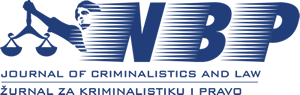 NBP
JOURNAL OF CRIMINALISTICS AND LAW
ŽURNAL ZA KRIMINALISTIKU I PRAVO